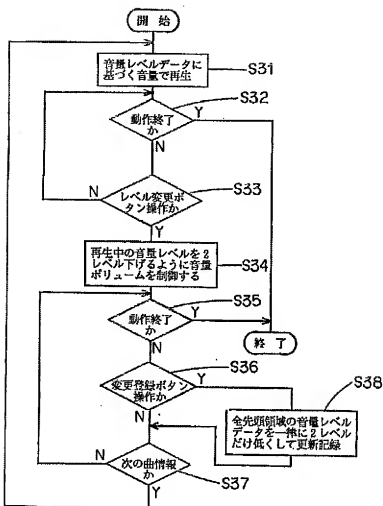 開始
音量レベルデータに
基づく音量で再生
S31
S32
動作終了
か
Y
N
N
レベル変更ボ
タン操作か
S33
Y
再生中の音量レベルを2
レベル下げるように音量
ボリュームを制御する
S34
S35
動作終了
か
Y
N
終了
S36
変更登録ボタン
操作か
Y
N
S38
全先頭領域の音量レベル
データを一律に2レベル
だけ低くして更新記録
N
次の曲情報
か
S37
Y